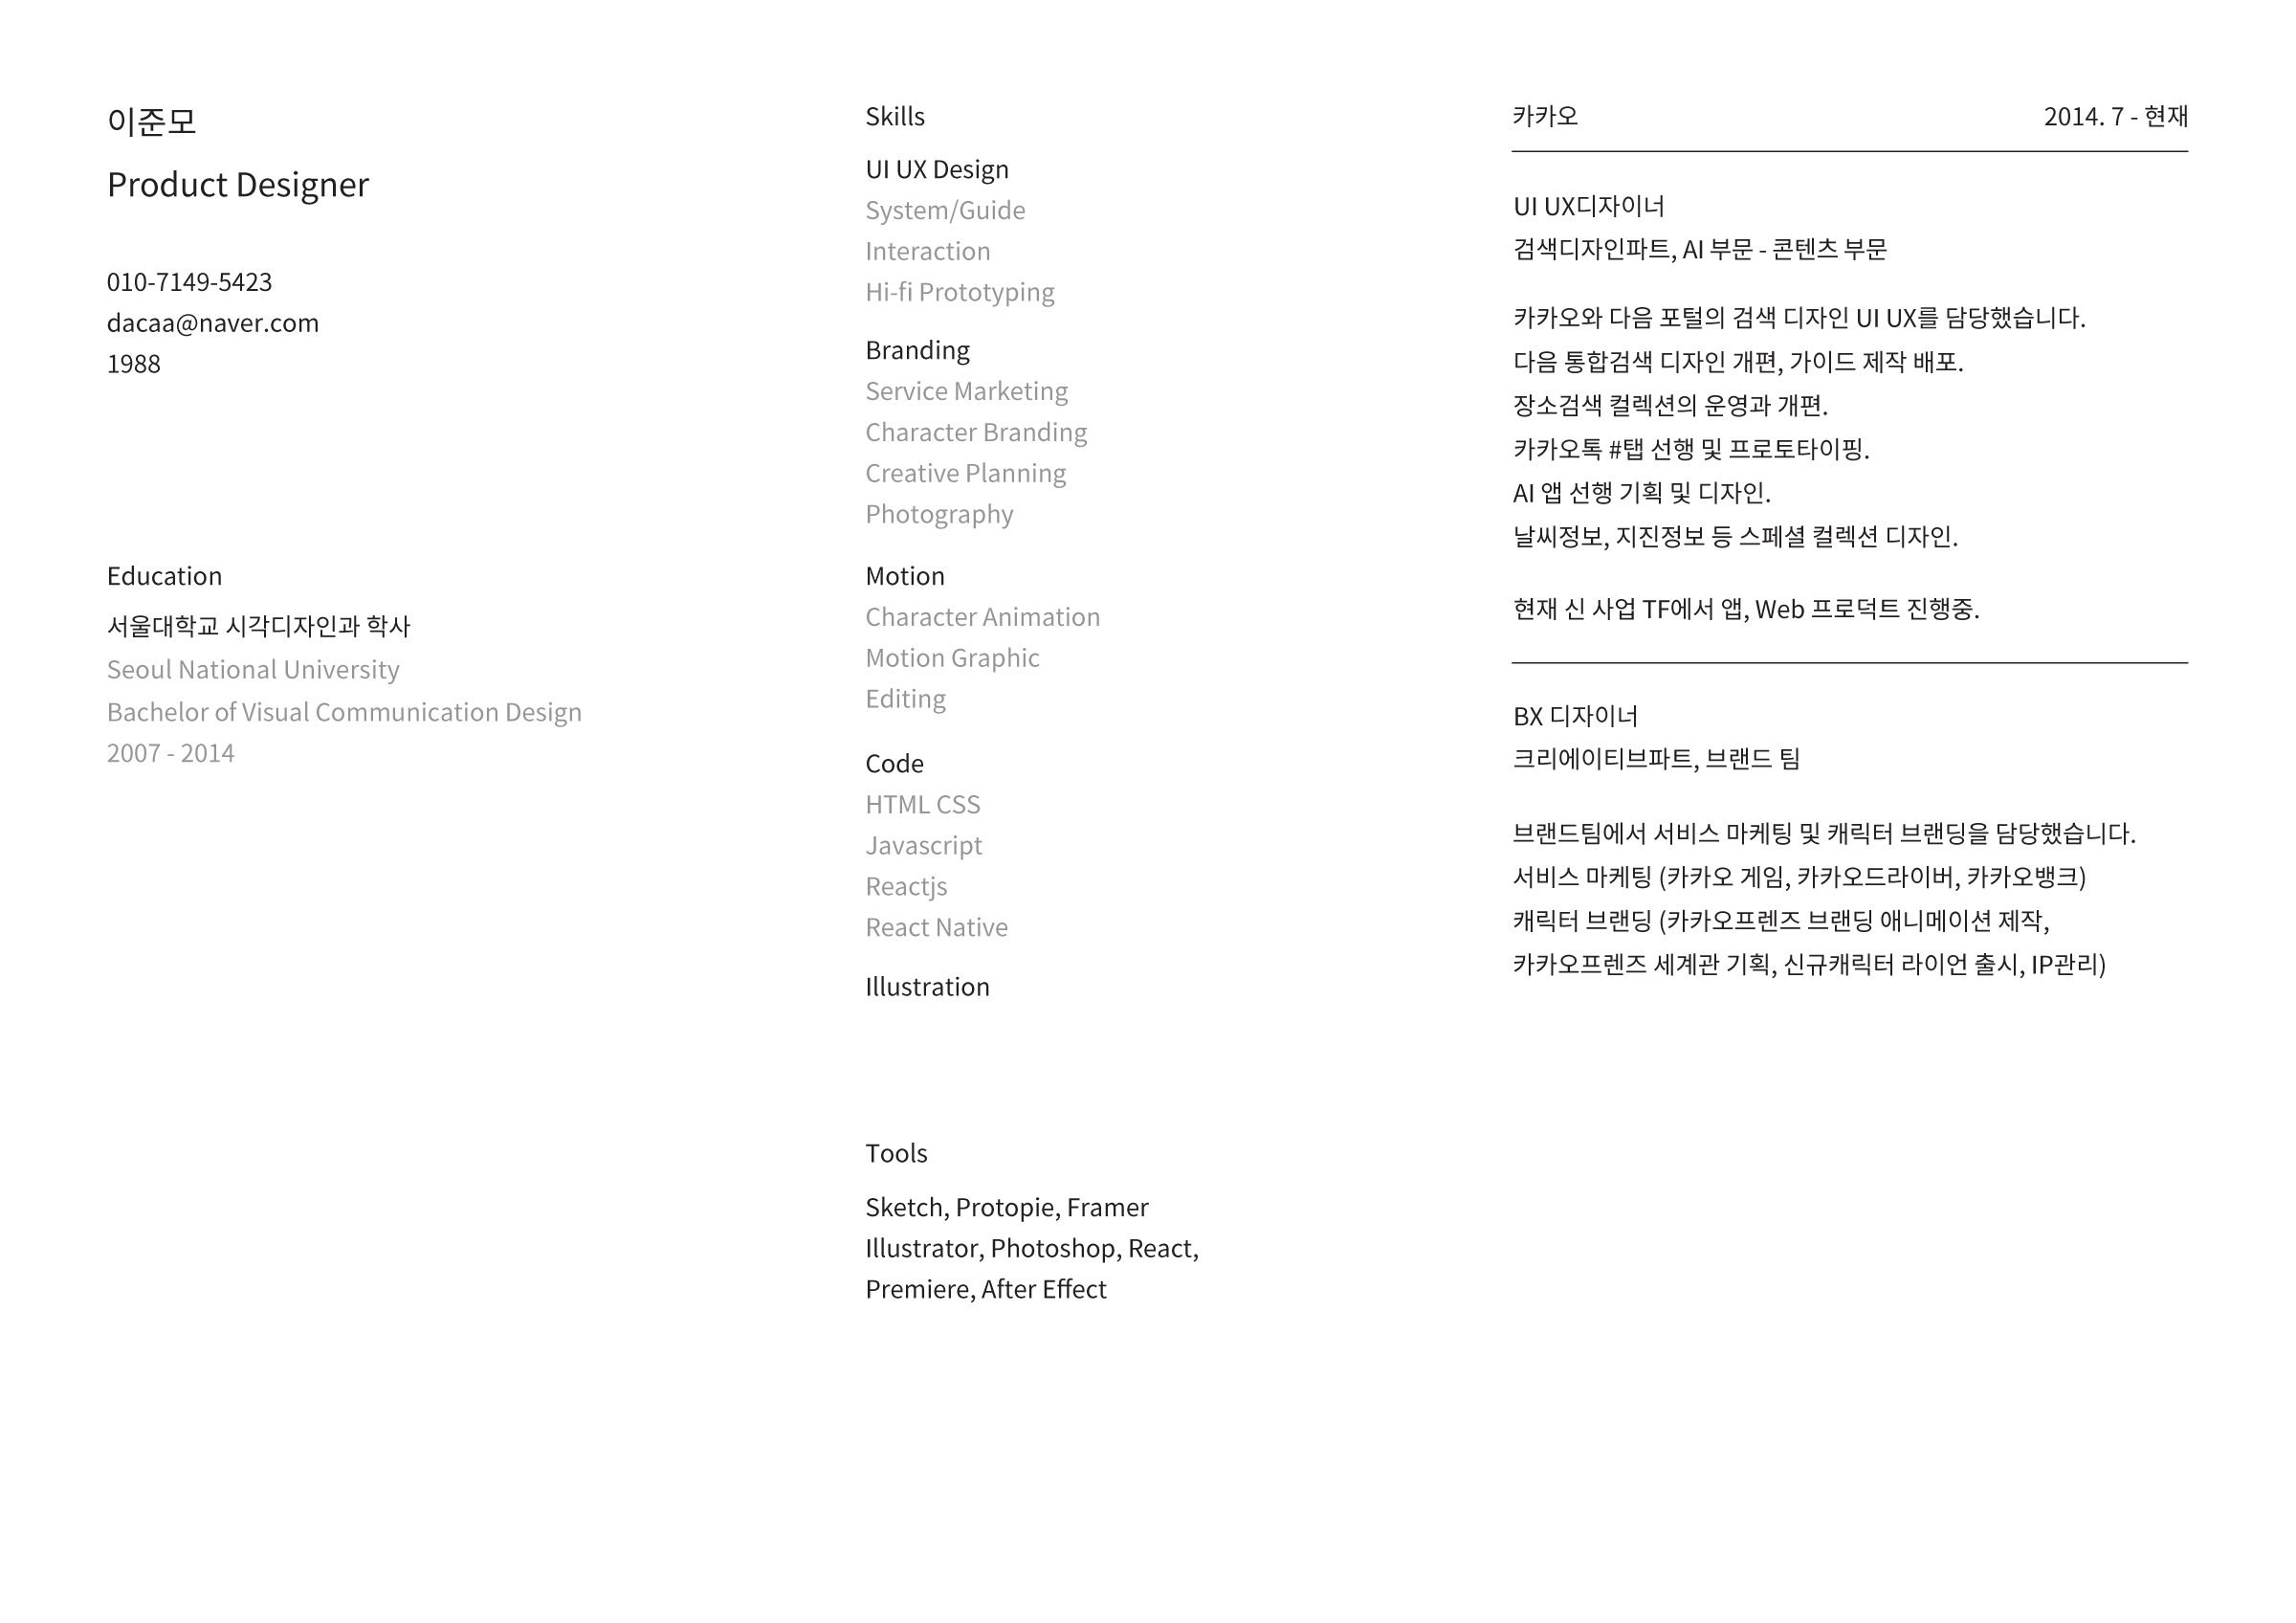 이준모
Product Designer
010-7149-5423
dacaa@naver.com
1988
Education
서울대학교 시각디자인과 학사
Seoul National University
Bachelor of Visual Communication Design
2007 - 2014
Skills
UI UX Design
System/Guide
Interaction
Hi-fi Prototyping
Branding
Service Marketing
Character Branding
Creative Planning
Photography
Motion
Character Animation
Motion Graphic
Editing
Code
HTML CSS
Javascript
Reactjs
React Native
Illustration
Tools
Sketch, Protopie, Framer
Illustrator, Photoshop, React,
Premiere, After Effect
카카오 2014. 7 - 현재
UI UX디자이너
검색디자인파트, AI 부문 - 콘텐츠 부문
카카오와 다음 포털의 검색 디자인 UI UX를 담당했습니다.
다음 통합검색 디자인 개편, 가이드 제작 배포.
장소검색 컬렉션의 운영과 개편.
카카오톡 #탭 선행 및 프로토타이핑.
AI 앱 선행 기획 및 디자인.
날씨정보, 지진정보 등 스페셜 컬렉션 디자인.
현재 신 사업 TF에서 앱, Web 프로덕트 진행중.
BX 디자이너
크리에이티브파트, 브랜드 팀
브랜드팀에서 서비스 마케팅 및 캐릭터 브랜딩을 담당했습니다.
서비스 마케팅 (카카오 게임, 카카오드라이버, 카카오뱅크)
캐릭터 브랜딩 (카카오프렌즈 브랜딩 애니메이션 제작,
카카오프렌즈 세계관 기획, 신규캐릭터 라이언 출시, IP관리)